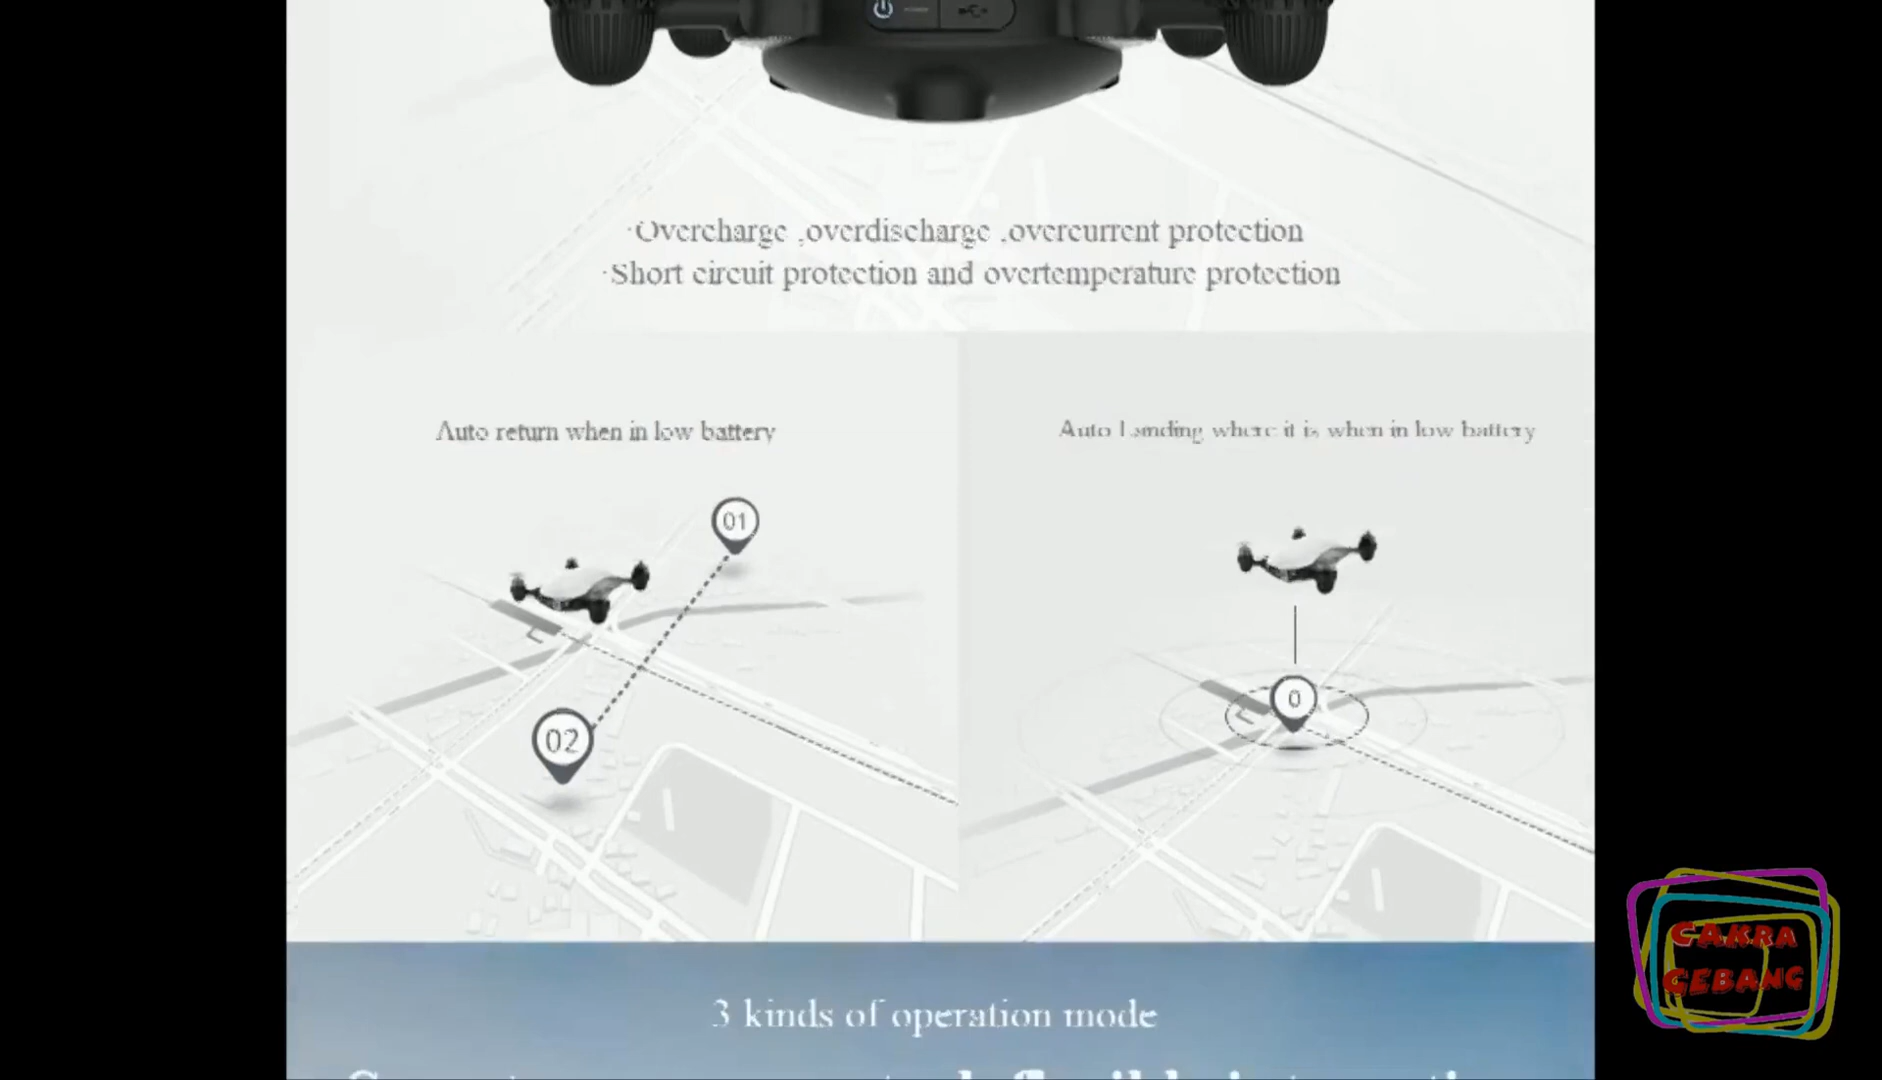 POWER
·Overcharge ,overdischarge ,overcurrent protection
·Short circuit protection and overtemperature protection
Auto return when in low battery
Auto Landing where it is when in low battery
01
02
0
3 kinds of operation mode
CAKRA
GEBANG